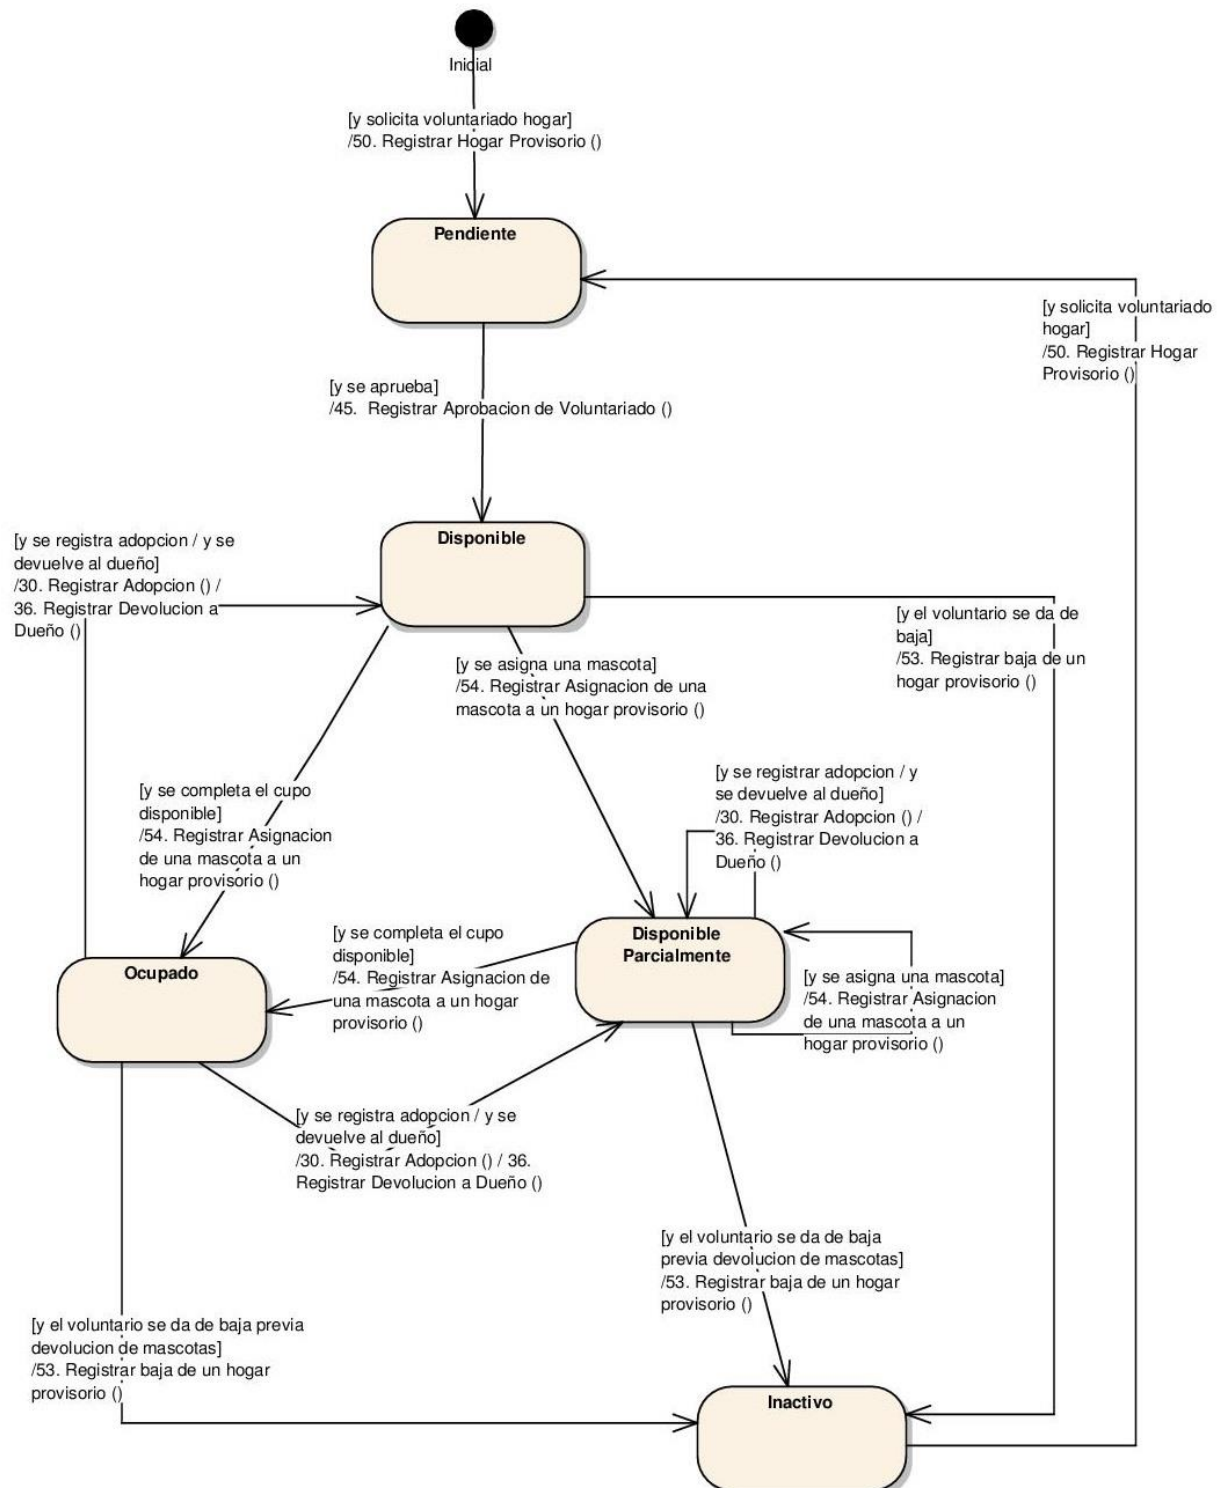 Inicial
[y solicita voluntariado hogar]
/50. Registrar Hogar Provisorio ()
Pendiente
[y solicita voluntariado
hogar]
/50. Registrar Hogar
Provisorio ()
[y se aprueba]
/45.  Registrar Aprobacion de Voluntariado ()
Disponible
[y se registra adopcion / y se
devuelve al dueño]
/30. Registrar Adopcion () /
36. Registrar Devolucion a
Dueño ()
[y el voluntario se da de
baja]
/53. Registrar baja de un
hogar provisorio ()
[y se asigna una mascota]
/54. Registrar Asignacion de una
mascota a un hogar provisorio ()
[y se completa el cupo
disponible]
/54. Registrar Asignacion
de una mascota a un
hogar provisorio ()
[y se registrar adopcion / y
se devuelve al dueño]
/30. Registrar Adopcion () /
36. Registrar Devolucion a
Dueño ()
Disponible
Parcialmente
[y se completa el cupo
disponible]
/54. Registrar Asignacion de
una mascota a un hogar
provisorio ()
Ocupado
[y se asigna una mascota]
/54. Registrar Asignacion
de una mascota a un
hogar provisorio ()
[y se registra adopcion / y se
devuelve al dueño]
/30. Registrar Adopcion () / 36.
Registrar Devolucion a Dueño ()
[y el voluntario se da de baja
previa devolucion de mascotas]
/53. Registrar baja de un hogar
provisorio ()
[y el voluntario se da de baja previa
devolucion de mascotas]
/53. Registrar baja de un hogar
provisorio ()
Inactivo